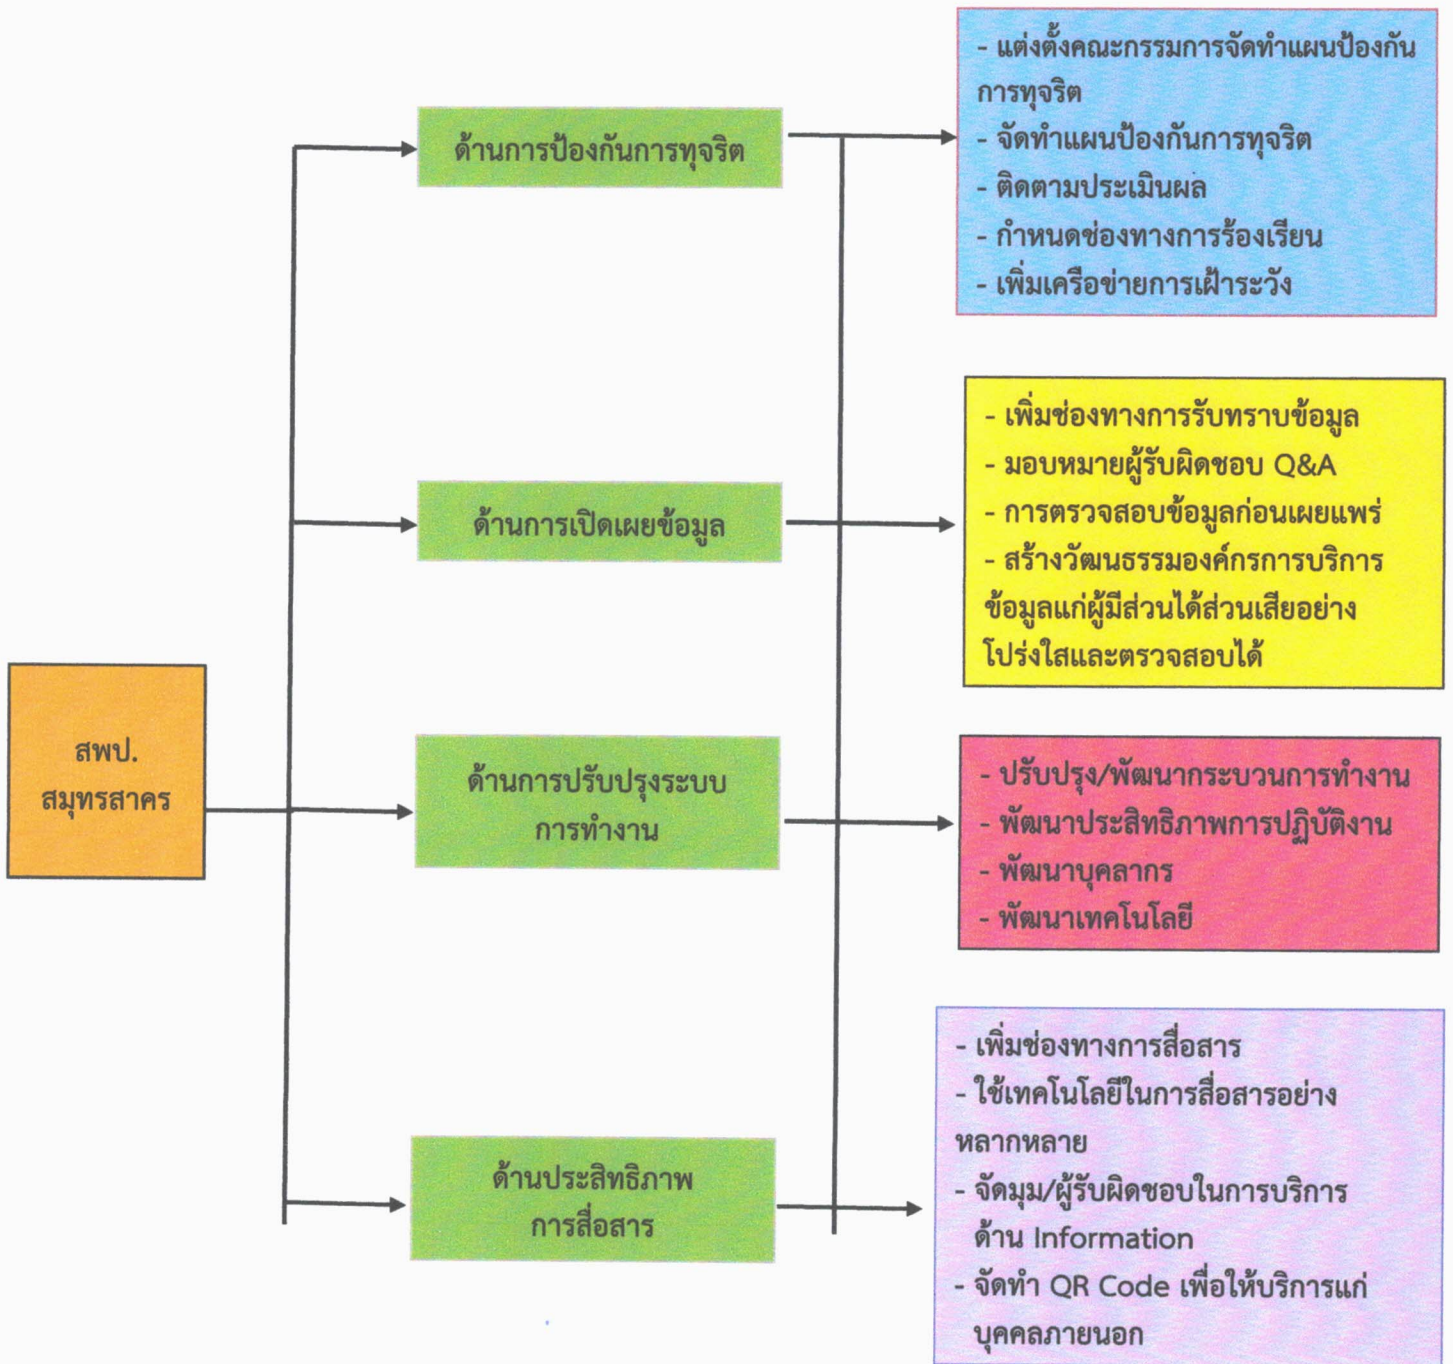 สพป.
สมุทรสาคร
ด้านการป้องกันการทุจริต
- แต่งตั้งคณะกรรมการจัดทำแผนป้องกัน
การทุจริต
- จัดทำแผนป้องกันการทุจริต
- ติดตามประเมินผล
- กำหนดช่องทางการร้องเรียน
- เพิ่มเครือข่ายการเฝ้าระวัง
ด้านการเปิดเผยข้อมูล
- เพิ่มช่องทางการรับทราบข้อมูล
- มอบหมายผู้รับผิดชอบ Q&A
- การตรวจสอบข้อมูลก่อนเผยแพร่
- สร้างวัฒนธรรมองค์กรการบริการ
ข้อมูลแก่ผู้มีส่วนได้ส่วนเสียอย่าง
โปร่งใสและตรวจสอบได้
ด้านการปรับปรุงระบบ
การทำงาน
- ปรับปรุง/พัฒนากระบวนการทำงาน
- พัฒนาประสิทธิภาพการปฏิบัติงาน
- พัฒนาบุคลากร
- พัฒนาเทคโนโลยี
ด้านประสิทธิภาพ
การสื่อสาร
- เพิ่มช่องทางการสื่อสาร
- ใช้เทคโนโลยีในการสื่อสารอย่าง
หลากหลาย
- จัดมุม/ผู้รับผิดชอบในการบริการ
ด้าน Information
- จัดทำ QR Code เพื่อให้บริการแก่
บุคคลภายนอก